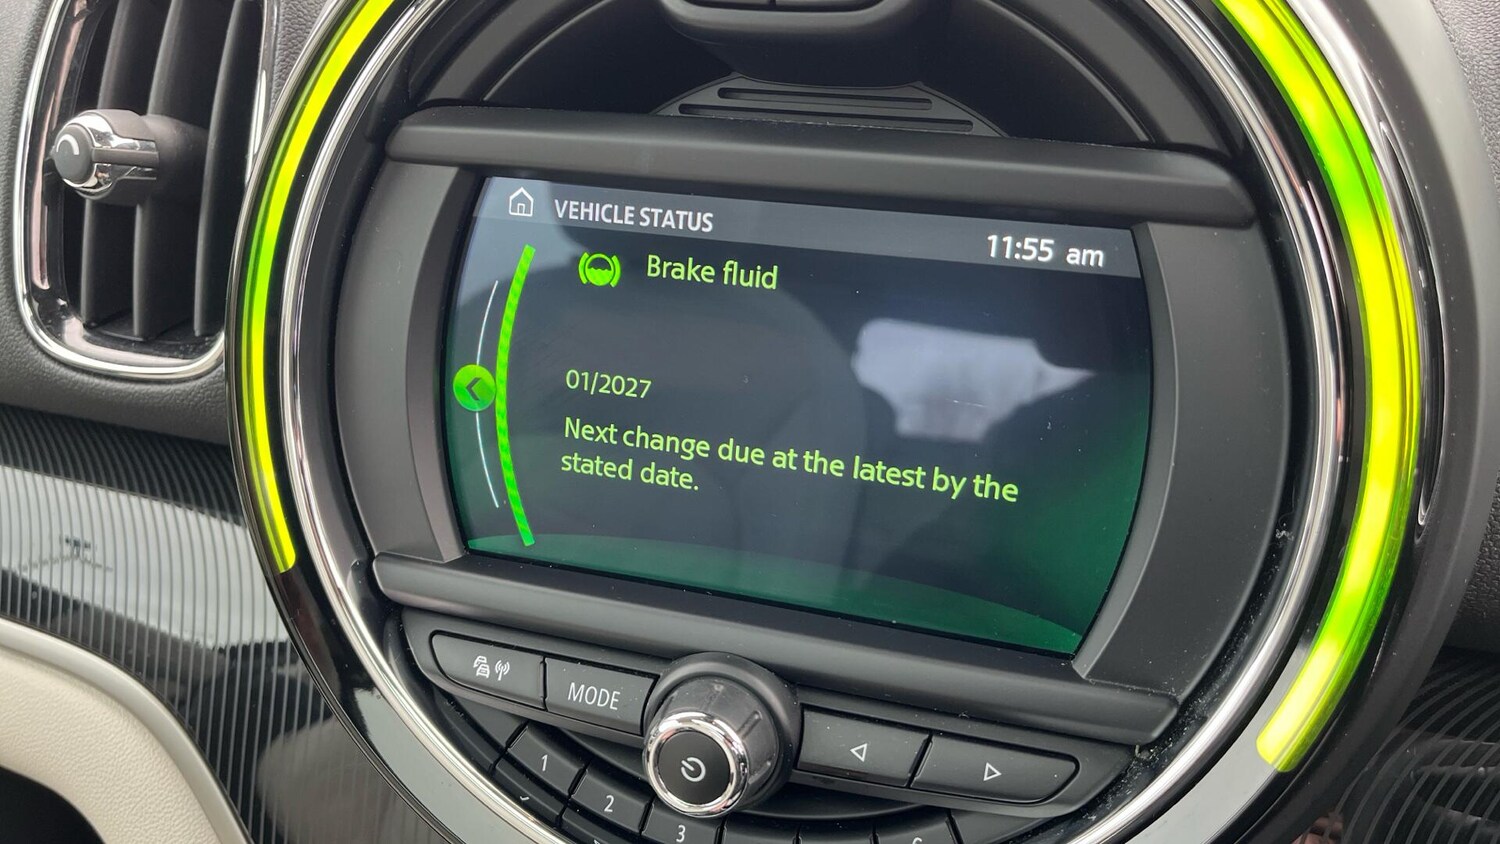 VEHICLE STATUS
11:55 am
Brake fluid
01/2027
Next change due at the latest by the
stated date.
MODE
1
2
3